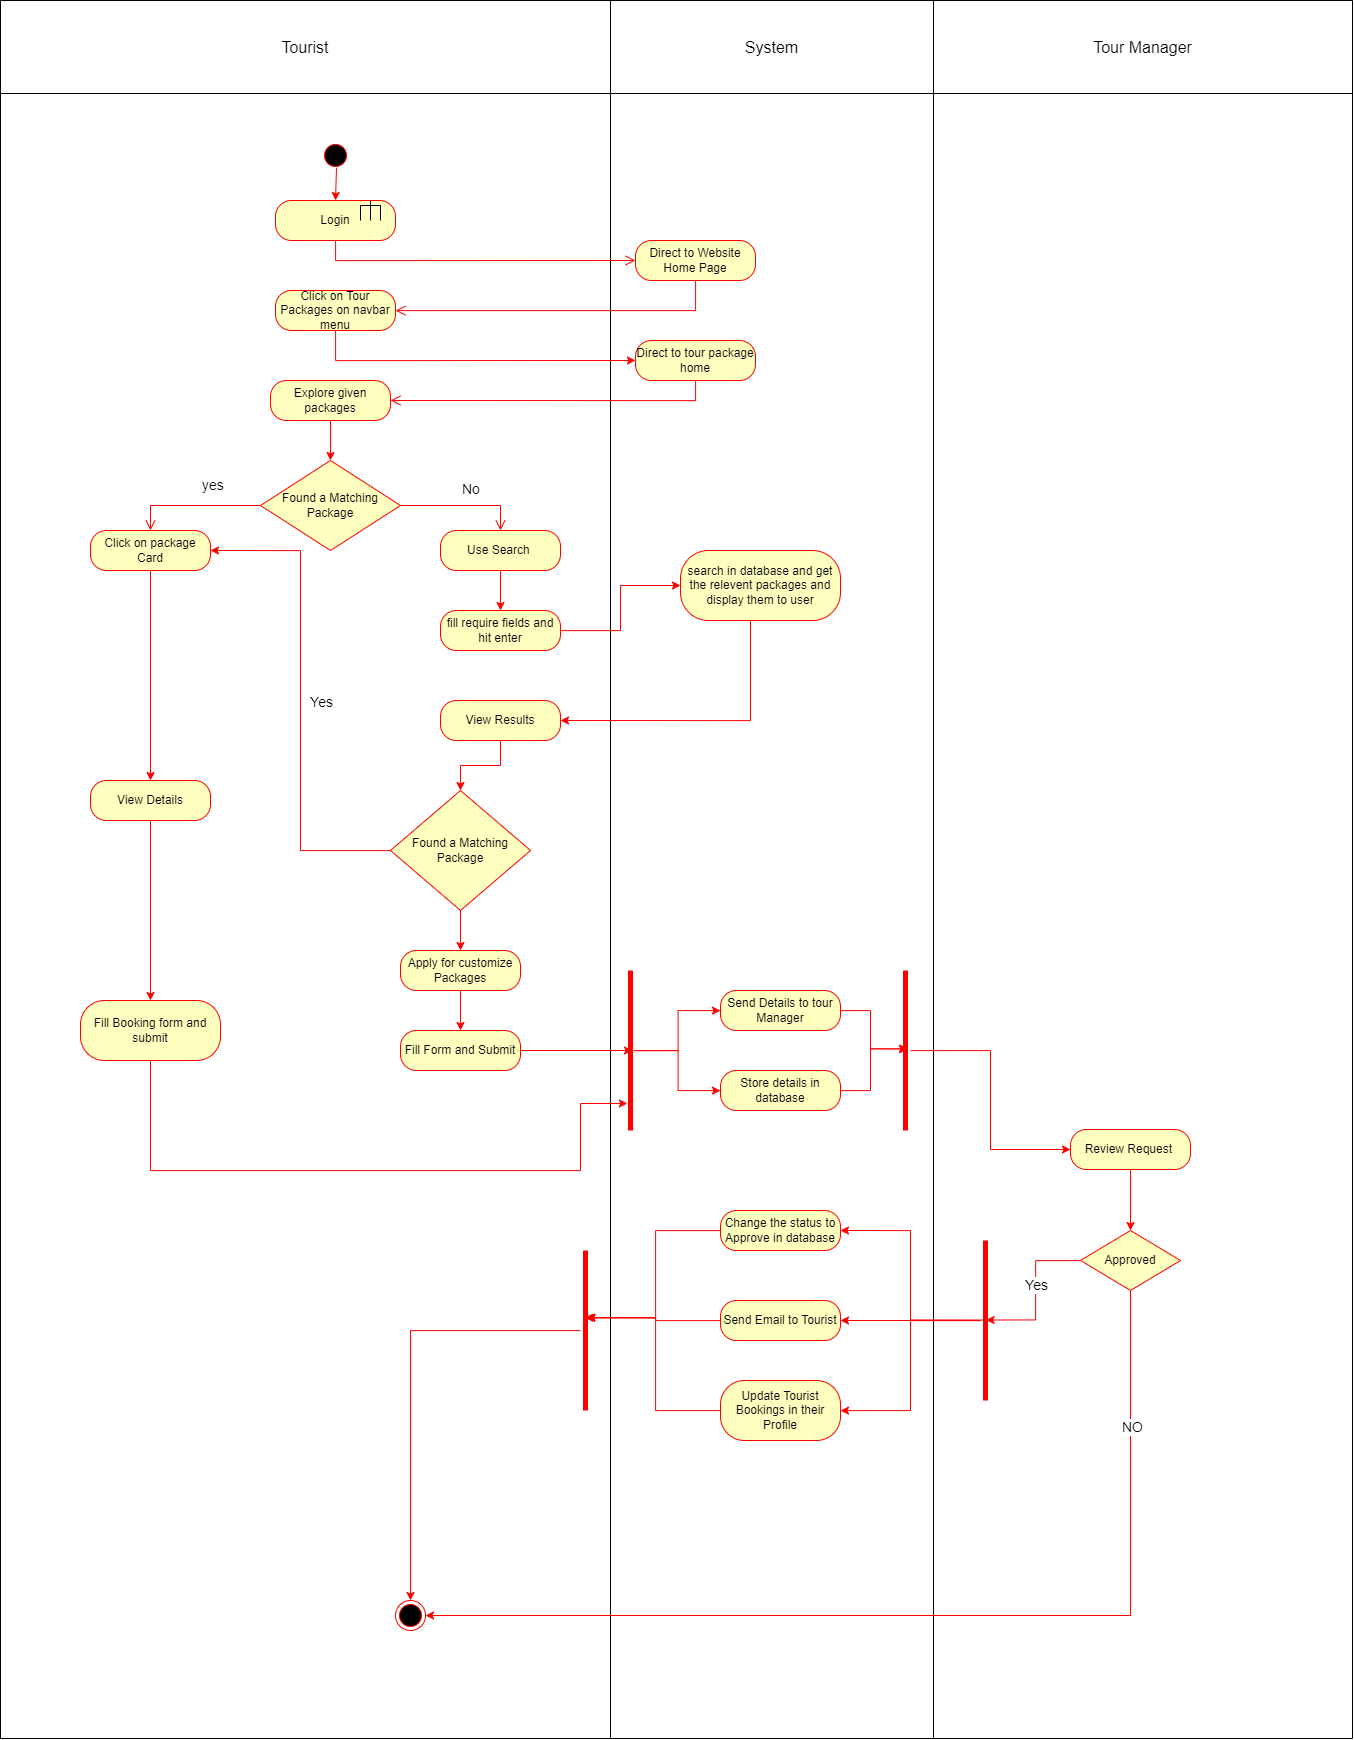 Tourist
System
Tour Manager
Login
Direct to Website
Home Page
Click on Tour
Packages on navbar
menu
Direct to tour package
home
Explore given
packages
Found a Matching
Package
yes
No
Click on package
Card
Use Search
search in database and get
the relevent packages and
display them to user
fill require fields and
hit enter
Yes
View Results
View Details
Found a Matching
Package
Apply for customize
Packages
Fill Booking form and
submit
Fill Form and Submit
Send Details to tour
Manager
Store details in
database
Review Request
Approved
Yes
Change the status to
Approve in database
Send Email to Tourist
Update Tourist
Bookings in their
Profile
NO